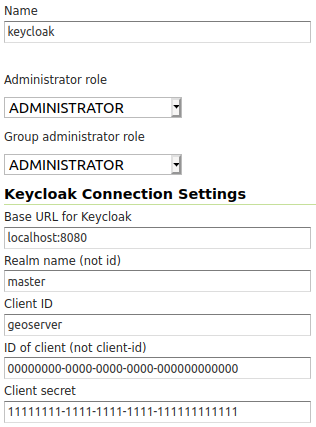 Name
keycloak
Administrator role
ADMINISTRATOR
Group administrator role
ADMINISTRATOR
Keycloak Connection Settings
Base URL for Keycloak
localhost:8080
Realm name (not id)
master
Client ID
geoserver
ID of client (not client-id)
00000000-0000-0000-0000-000000000000
Client secret
11111111-1111-1111-1111-111111111111